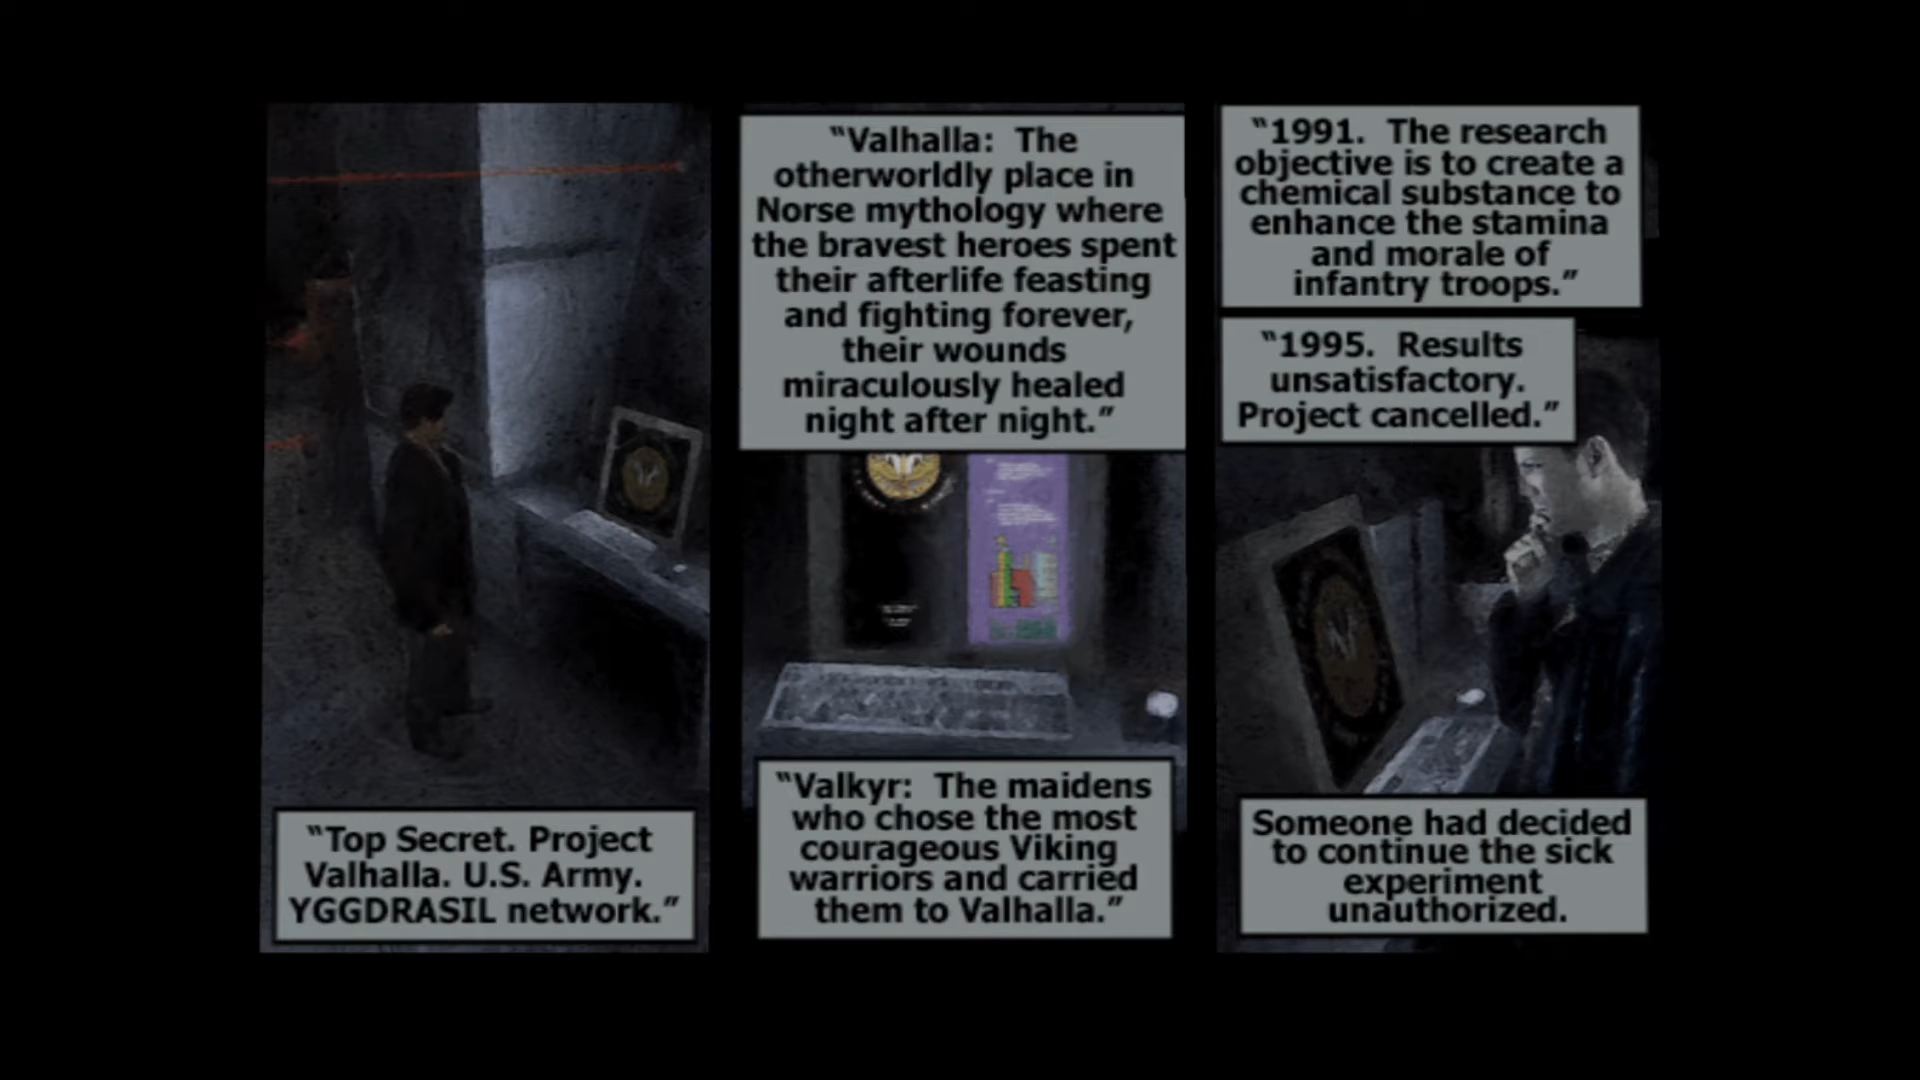 “Top Secret. Project
Valhalla. U.S. Army.
YGGDRASIL network.”
“Valhalla: The
otherworldly place in
Norse mythology where
the bravest heroes spent
their afterlife feasting
and fighting forever,
their wounds
miraculously healed
night after night.”
“Valkyr: The maidens
who chose the most
courageous Viking
warriors and carried
them to Valhalla.”
“1991. The research
objective is to create a
chemical substance to
enhance the stamina
and morale of
infantry troops.”
“1995. Results
unsatisfactory.
Project cancelled.”
Someone had decided
to continue the sick
experiment
unauthorized.